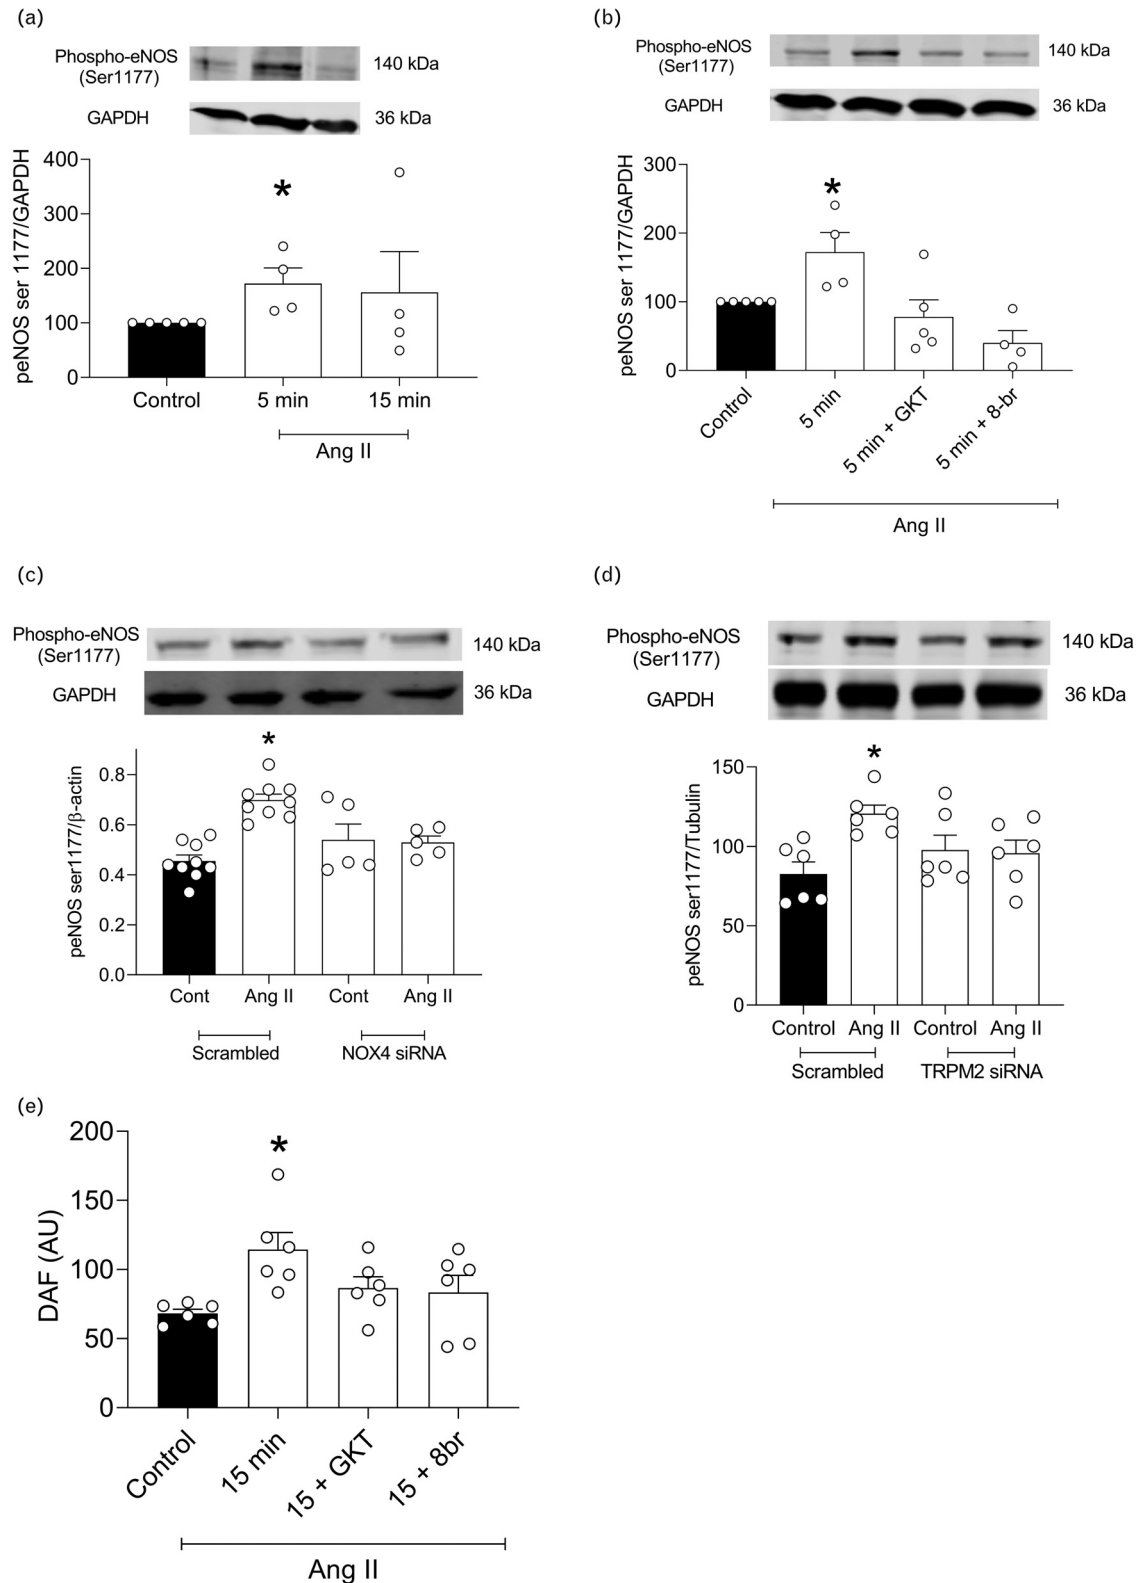 (a)
Phospho-eNOS
(Ser1177)
140 kDa
GAPDH
36 kDa
peNOS ser 1177/GAPDH
400
300
200
100
0
*
Control
5 min
15 min
Ang II
(b)
Phospho-eNOS
(Ser1177)
140 kDa
GAPDH
36 kDa
peNOS ser 1177/GAPDH
300
200
100
0
*
Control
5 min
5 min + GKT
5 min + 8-br
Ang II
(c)
Phospho-eNOS
(Ser1177)
140 kDa
GAPDH
36 kDa
peNOS ser1177/β-actin
0.8
0.6
0.4
0.2
0.0
*
Cont
Ang II
Cont
Ang II
Scrambled
NOX4 siRNA
(d)
Phospho-eNOS
(Ser1177)
140 kDa
GAPDH
36 kDa
peNOS ser1177/Tubulin
150
100
50
0
*
Control
Ang II
Control
Ang II
Scrambled
TRPM2 siRNA
(e)
DAF (AU)
200
150
100
50
0
*
Control
15 min
15 + GKT
15 + 8br
Ang II